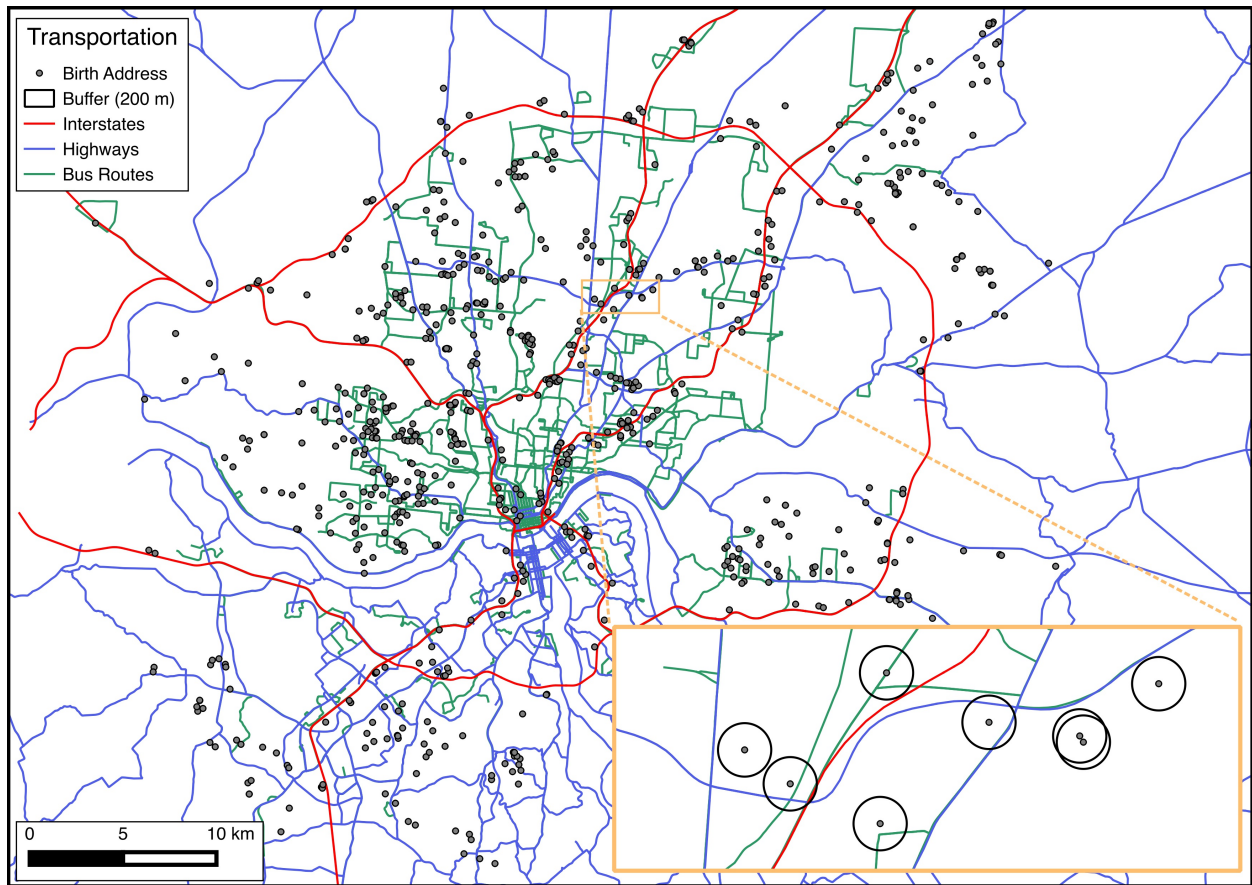 Transportation
Birth Address
Buffer (200 m)
Interstates
Highways
Bus Routes
0 5 10 km